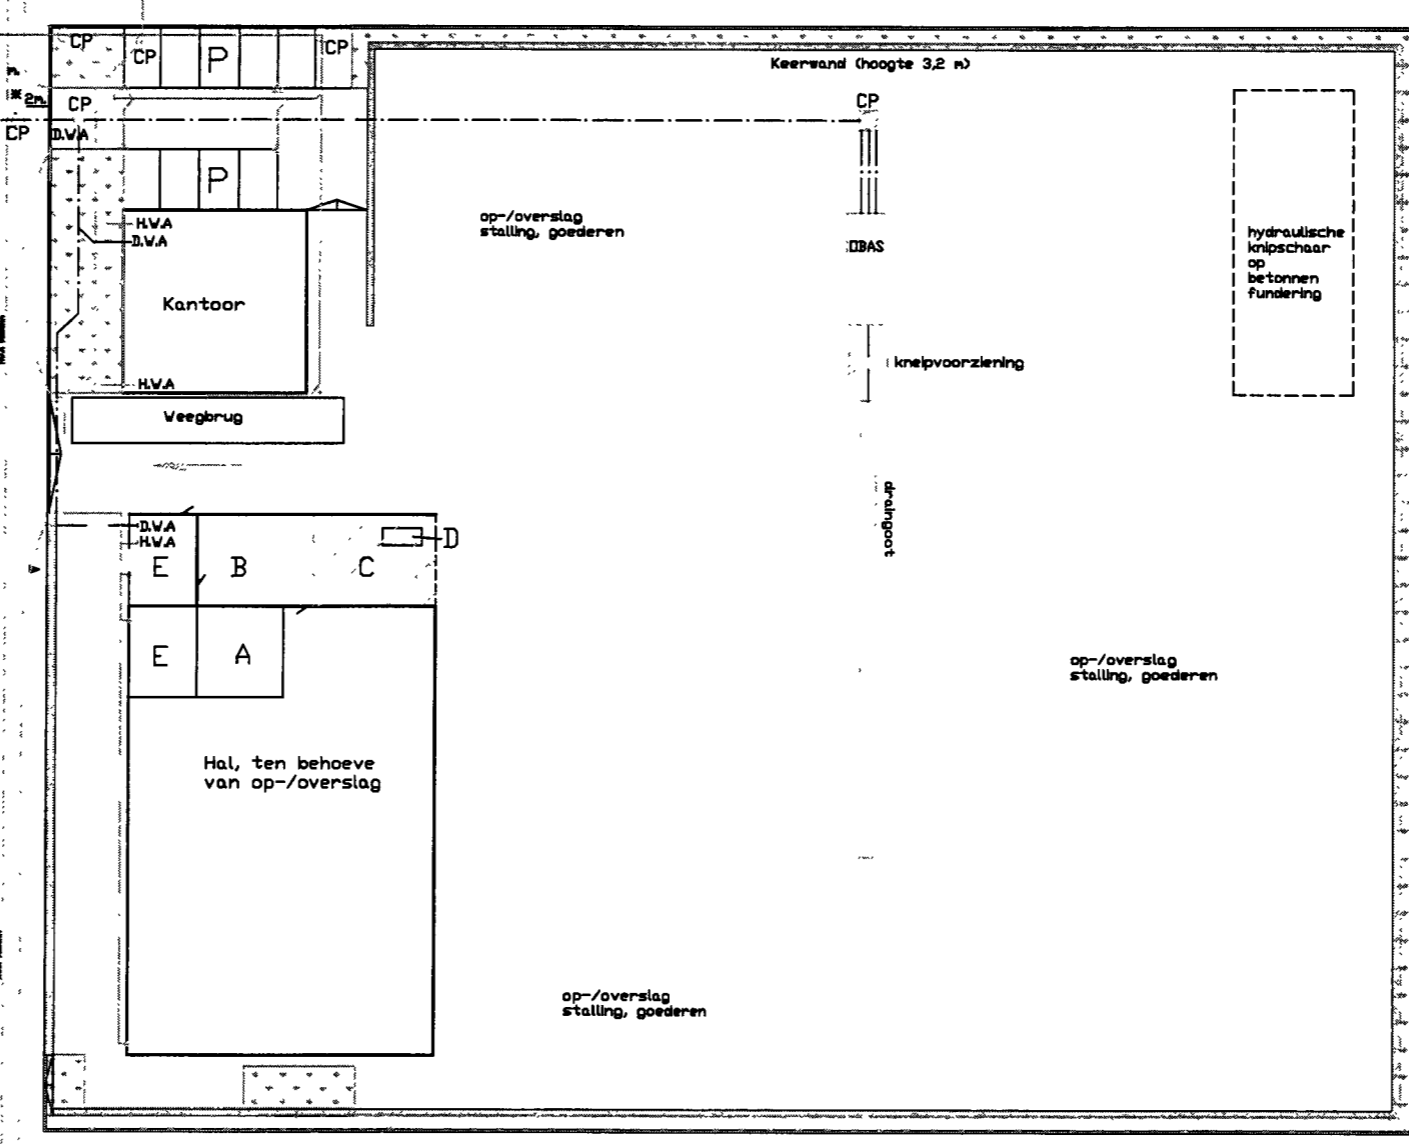 CP
CP
P
CP
Keerwand (hoogte 3,2 m)
m.
* 2m.
CP
CP
CP
D.W.A
P
H.W.A
D.W.A
op-/overslag
stalling, goederen
OBAS
hydraulische
knipschaar
op
betonnen
fundering
Kantoor
kneipvoorziening
H.W.A
Weegbrug
draingoot
D.W.A
H.W.A
D
E
B
C
E
A
op-/overslag
stalling, goederen
Hal, ten behoeve
van op-/overslag
op-/overslag
stalling, goederen